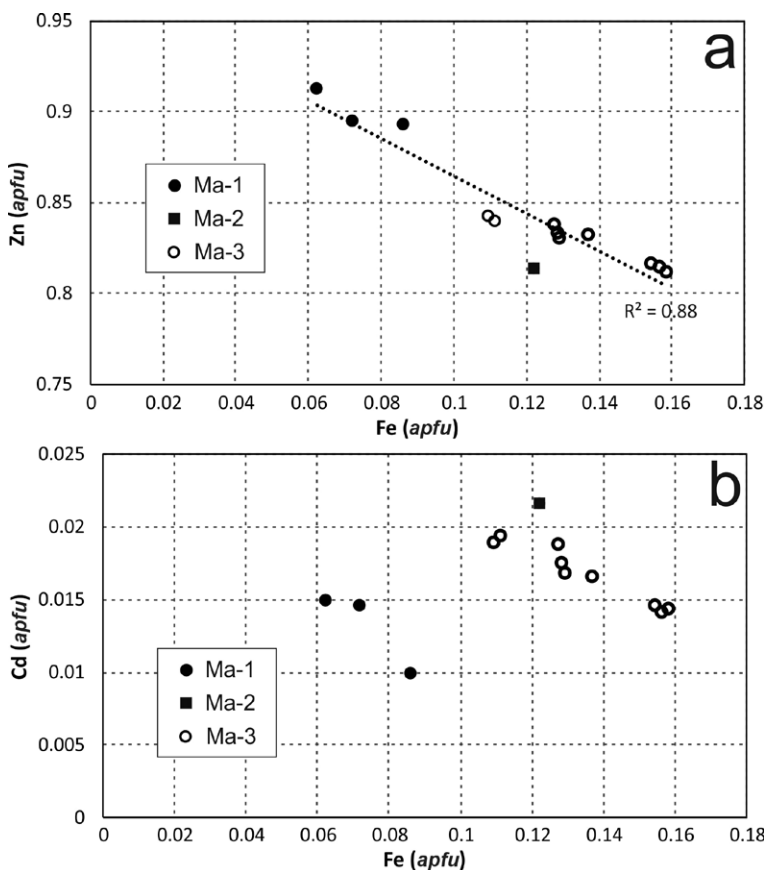 a
0.95
0.9
0.85
0.8
0.75
Zn (apfu)
Ma-1
Ma-2
Ma-3
R² = 0.88
0 0.02 0.04 0.06 0.08 0.1 0.12 0.14 0.16 0.18
Fe (apfu)
b
0.025
0.02
0.015
0.01
0.005
0
Cd (apfu)
Ma-1
Ma-2
Ma-3
0 0.02 0.04 0.06 0.08 0.1 0.12 0.14 0.16 0.18
Fe (apfu)